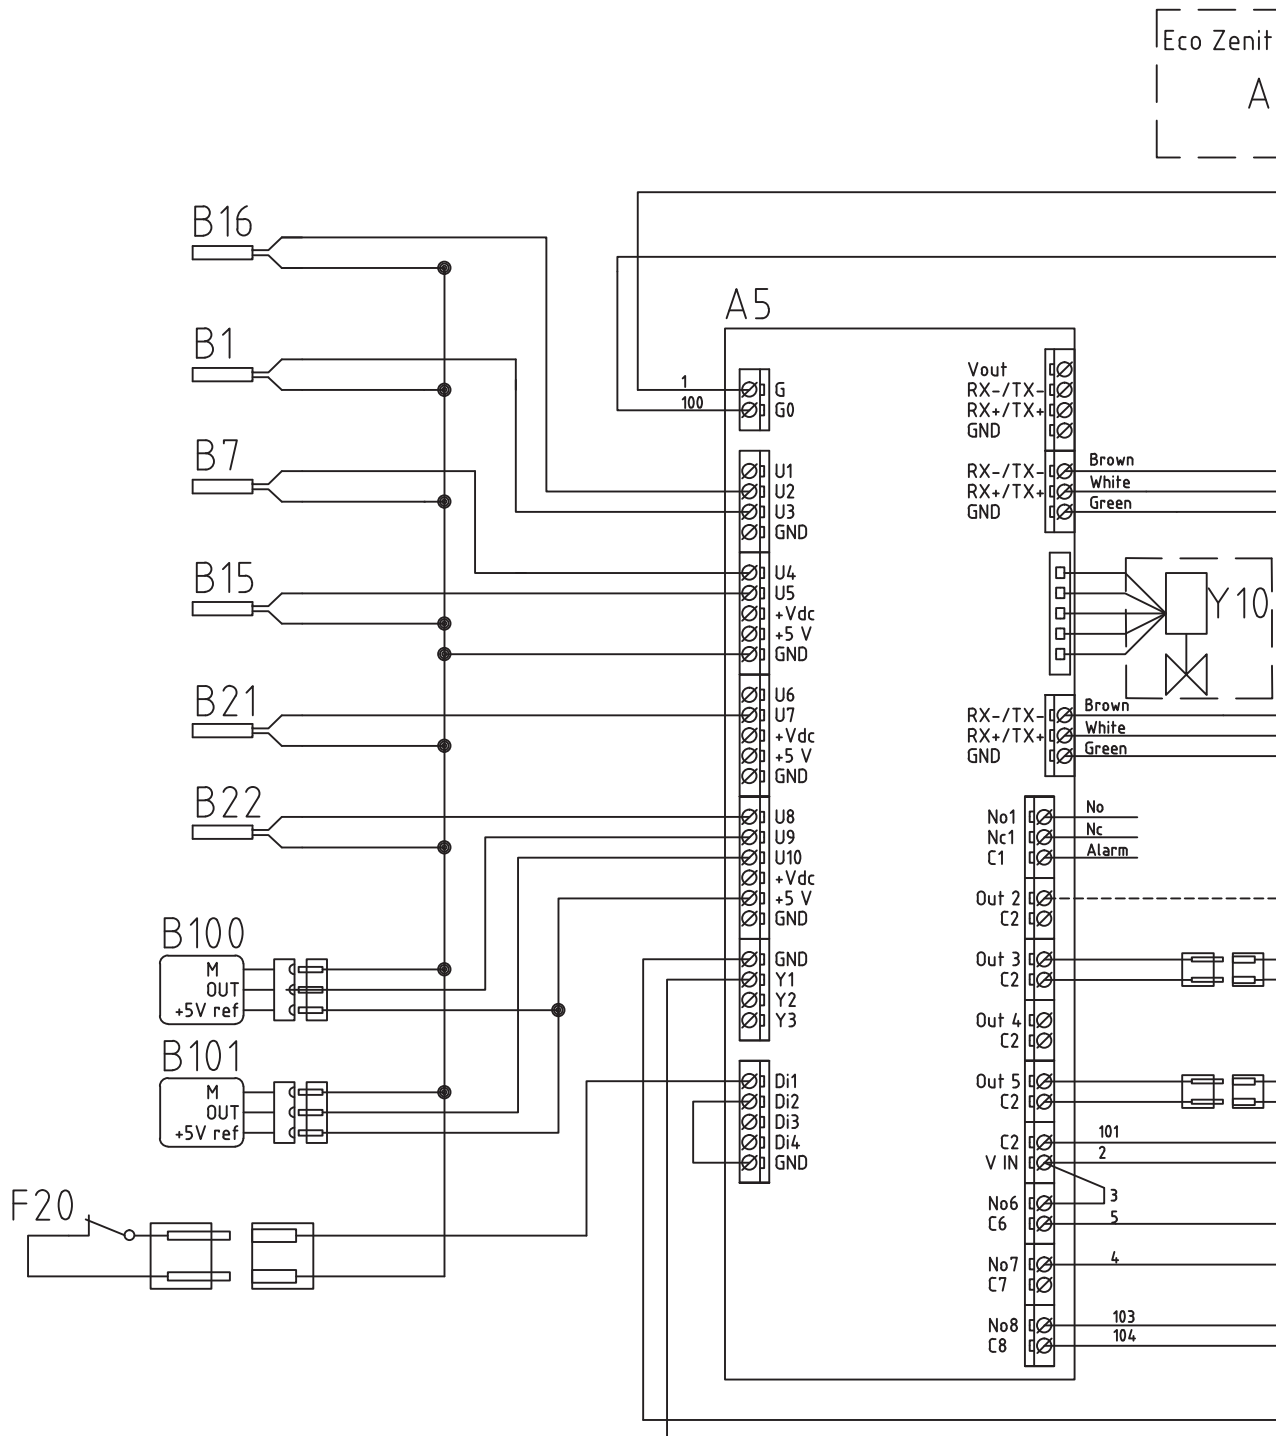 Eco Zenit
A
B16
B1
B7
B15
B21
B22
B100
M
OUT
+5V ref
B101
M
OUT
+5V ref
F20
A5
1
100
G
G0
U1
U2
U3
GND
U4
U5
+Vdc
+5 V
GND
U6
U7
+Vdc
+5 V
GND
U8
U9
U10
+Vdc
+5 V
GND
GND
Y1
Y2
Y3
Di1
Di2
Di3
Di4
GND
Vout
RX-/TX-
RX+/TX+
GND
RX-/TX-
RX+/TX+
GND
Brown
White
Green
Y10
RX-/TX-
RX+/TX+
GND
Brown
White
Green
No1
Nc1
C1
No
Nc
Alarm
Out 2
C2
Out 3
C2
Out 4
C2
Out 5
C2
C2
V IN
101
2
No6
C6
3
5
No7
C7
4
No8
C8
103
104